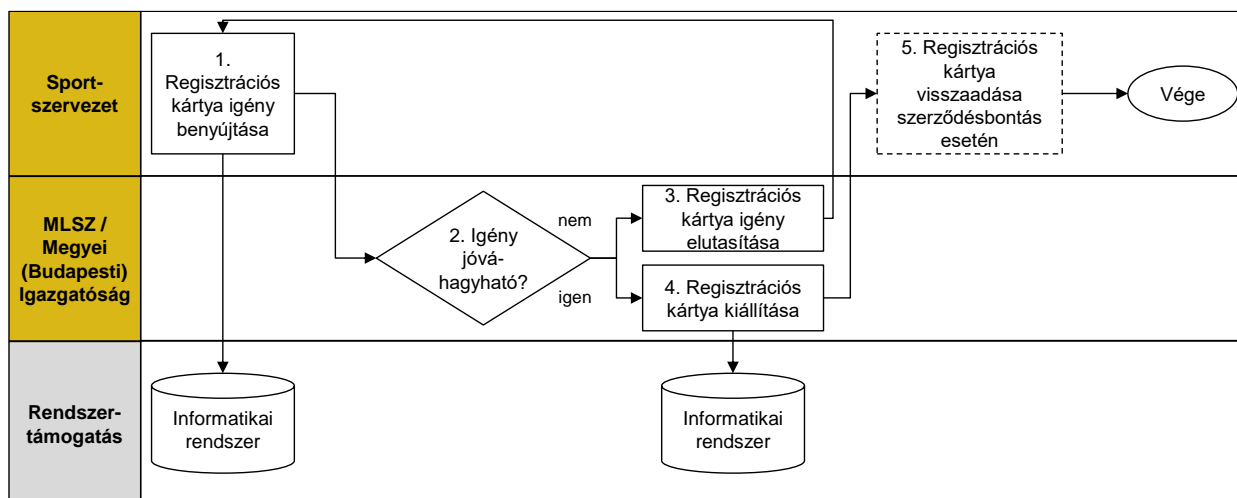 Sport-
szervezet
1.
Regisztrációs
kártya igény
benyújtása
5. Regisztrációs
kártya
visszaadása
szerződésbontás
esetén
Vége
MLSZ /
Megyei
(Budapesti)
Igazgatóság
2. Igény
jóvá-
hagyható?
nem
igen
3. Regisztrációs
kártya igény
elutasítása
4. Regisztrációs
kártya kiállítása
Rendszer-
támogatás
Informatikai
rendszer
Informatikai
rendszer